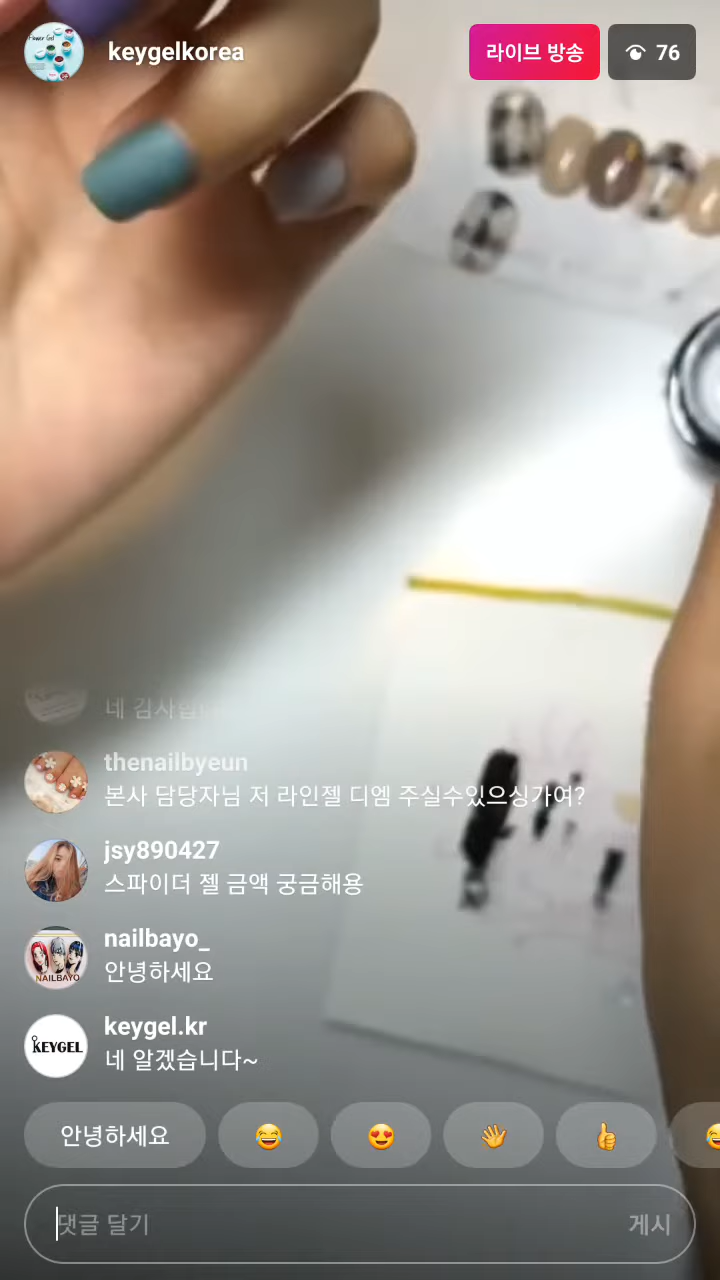 keygelkorea
라이브 방송
76
네
thenailbyeun
본사 담당자님 저 라인젤 디엠 주실수있으싱가여?
jsy890427
스파이더 젤 금액 궁금해용
nailbayo_
안녕하세요
NAILBAYO
keygel.kr
KEYGEL
네 알겠습니다~
안녕하세요
댓글 달기
게시